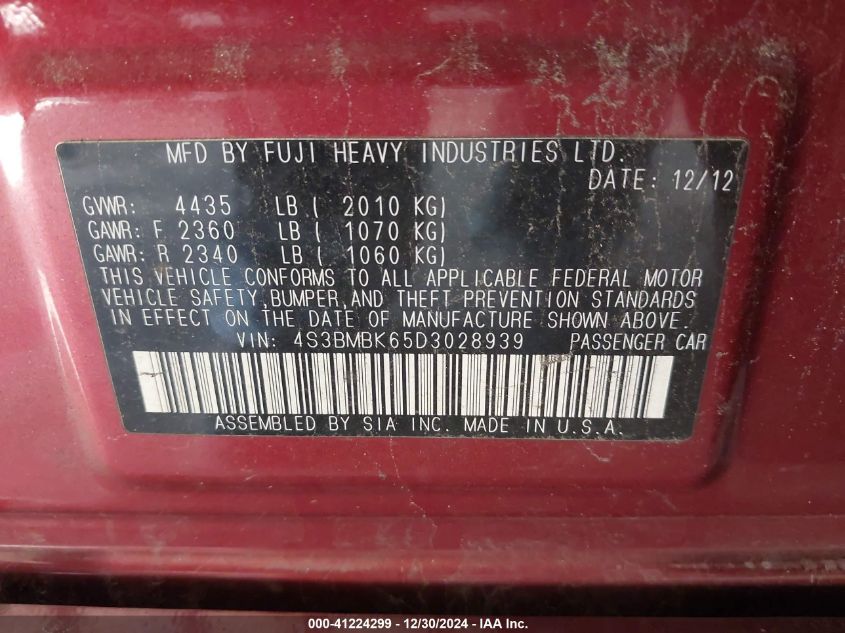 MFD BY FUJI HEAVY INDUSTRIES LTD.
DATE: 12/12
GVWR: 4435 LB ( 2010 KG)
GAWR: F 2360 LB ( 1070 KG)
GAWR: R 2340 LB ( 1060 KG)
THIS VEHICLE CONFORMS TO ALL APPLICABLE FEDERAL MOTOR
VEHICLE SAFETY, BUMPER, AND THEFT PREVENTION STANDARDS
IN EFFECT ON THE DATE OF MANUFACTURE SHOWN ABOVE.
VIN: 4S3BMBK65D3028939 PASSENGER CAR
ASSEMBLED BY SIA INC. MADE IN U.S.A.
000-41224299 - 12/30/2024 - IAA Inc.